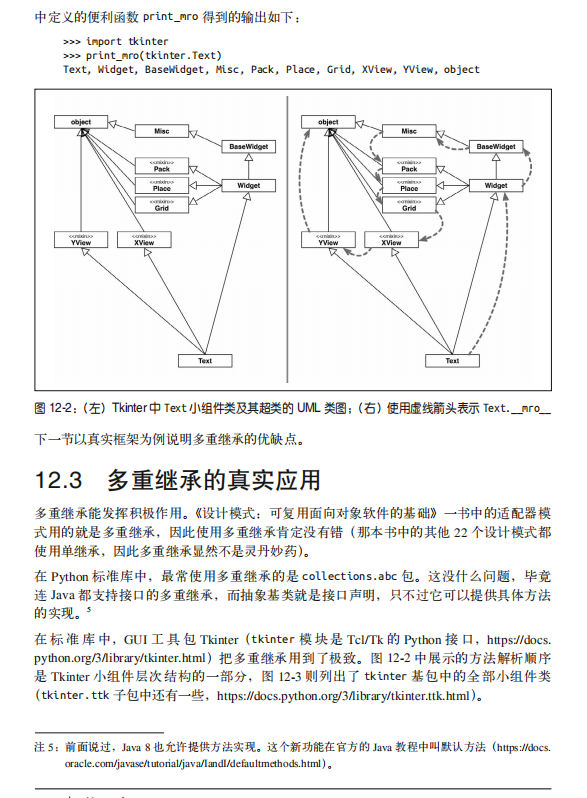 中定义的便利函数 print_mro 得到的输出如下：
>>> import tkinter
>>> print_mro(tkinter.Text)
Text, Widget, BaseWidget, Misc, Pack, Place, Grid, XView, YView, object
object
Misc
BaseWidget
<<mixin>>
Pack
<<mixin>>
Place
Widget
<<mixin>>
Grid
<<mixin>>
YView
<<mixin>>
XView
Text
object
Misc
BaseWidget
<<mixin>>
Pack
<<mixin>>
Place
Widget
<<mixin>>
Grid
<<mixin>>
YView
<<mixin>>
XView
Text
图 12-2：（左）Tkinter 中 Text 小组件类及其超类的 UML 类图；（右）使用虚线箭头表示 Text.__mro__
下一节以真实框架为例说明多重继承的优缺点。
12.3 多重继承的真实应用
多重继承能发挥积极作用。《设计模式：可复用面向对象软件的基础》一书中的适配器模
式用的就是多重继承，因此使用多重继承肯定没有错（那本书中的其他 22 个设计模式都
使用单继承，因此多重继承显然不是灵丹妙药）。
在 Python 标准库中，最常使用多重继承的是 collections.abc 包。这没什么问题，毕竟
连 Java 都支持接口的多重继承，而抽象基类就是接口声明，只不过它可以提供具体方法
的实现。5
在标准库中，GUI 工具包 Tkinter（tkinter 模块是 Tcl/Tk 的 Python 接口，https://docs.
python.org/3/library/tkinter.html）把多重继承用到了极致。图 12-2 中展示的方法解析顺序
是 Tkinter 小组件层次结构的一部分，图 12-3 则列出了 tkinter 基包中的全部小组件类
（tkinter.ttk 子包中还有一些，https://docs.python.org/3/library/tkinter.ttk.html）。
注 5：前面说过，Java 8 也允许提供方法实现。这个新功能在官方的 Java 教程中叫默认方法（https://docs.
oracle.com/javase/tutorial/java/IandI/defaultmethods.html）。